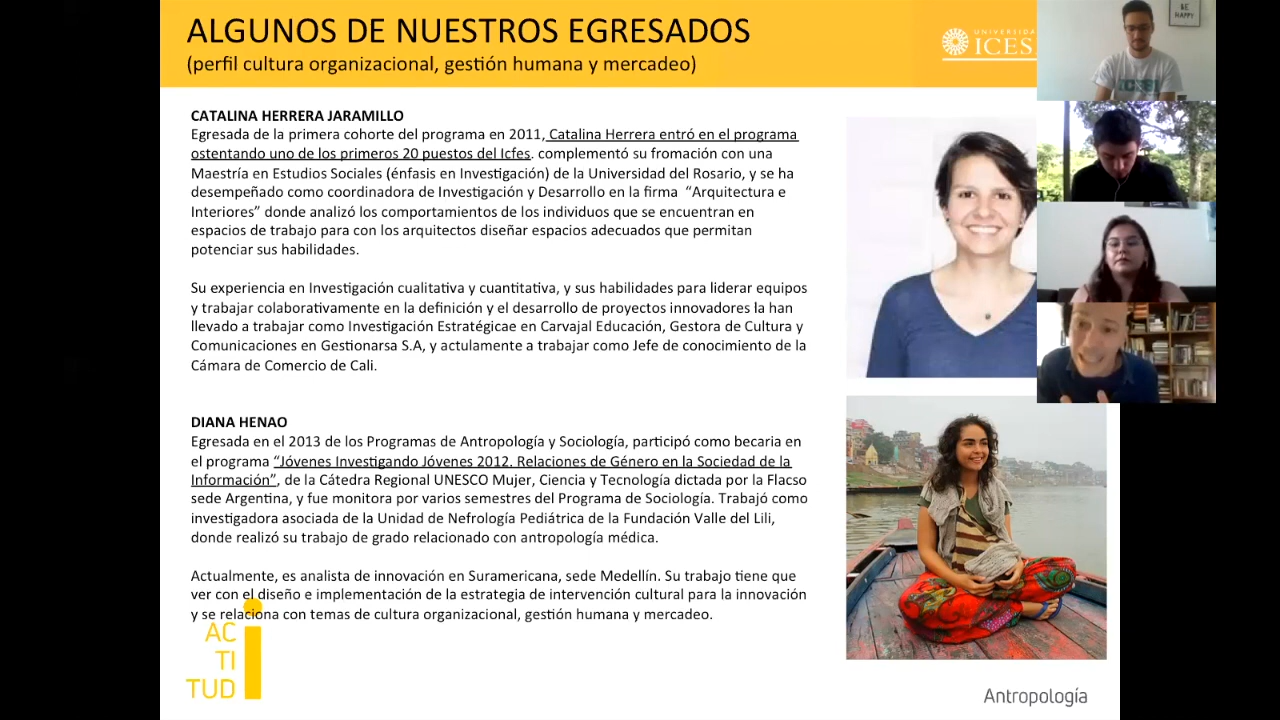 ALGUNOS DE NUESTROS EGRESADOS
(perfil cultura organizacional, gestión humana y mercadeo)
UNIVERSIDA
ICES
BE
HAPPY
ICESI
CATALINA HERRERA JARAMILLO
Egresada de la primera cohorte del programa en 2011, Catalina Herrera entró en el programa
ostentando uno de los primeros 20 puestos del Icfes. complementó su fromación con una
Maestría en Estudios Sociales (énfasis en Investigación) de la Universidad del Rosario, y se ha
desempeñado como coordinadora de Investigación y Desarrollo en la firma “Arquitectura e
Interiores” donde analizó los comportamientos de los individuos que se encuentran en
espacios de trabajo para con los arquitectos diseñar espacios adecuados que permitan
potenciar sus habilidades.
Su experiencia en Investigación cualitativa y cuantitativa, y sus habilidades para liderar equipos
y trabajar colaborativamente en la definición y el desarrollo de proyectos innovadores la han
llevado a trabajar como Investigación Estratégicae en Carvajal Educación, Gestora de Cultura y
Comunicaciones en Gestionarsa S.A, y actulamente a trabajar como Jefe de conocimiento de la
Cámara de Comercio de Cali.
DIANA HENAO
Egresada en el 2013 de los Programas de Antropología y Sociología, participó como becaria en
el programa “Jóvenes Investigando Jóvenes 2012. Relaciones de Género en la Sociedad de la
Información”, de la Cátedra Regional UNESCO Mujer, Ciencia y Tecnología dictada por la Flacso
sede Argentina, y fue monitora por varios semestres del Programa de Sociología. Trabajó como
investigadora asociada de la Unidad de Nefrología Pediátrica de la Fundación Valle del Lili,
donde realizó su trabajo de grado relacionado con antropología médica.
Actualmente, es analista de innovación en Suramericana, sede Medellín. Su trabajo tiene que
ver con el diseño e implementación de la estrategia de intervención cultural para la innovación
y se relaciona con temas de cultura organizacional, gestión humana y mercadeo.
AC
TI
TUD
i
Antropología